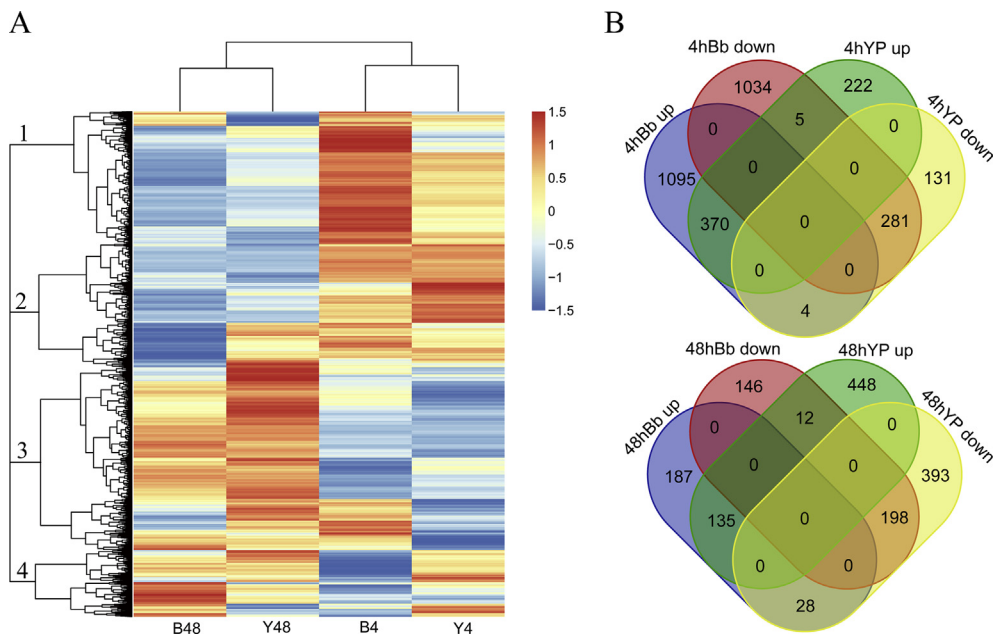 A
B
1
2
3
4
1.5
1
0.5
0
−0.5
−1
−1.5
B48 Y48 B4 Y4
4hBb down 4hYP up
4hBb up 4hYP down
1034 222
0 5 0
1095 0 0 131
370 0 281
0 0
4
48hBb down 48hYP up
48hBb up 48hYP down
146 448
0 12 0
187 0 0 393
135 0 198
0 0
28